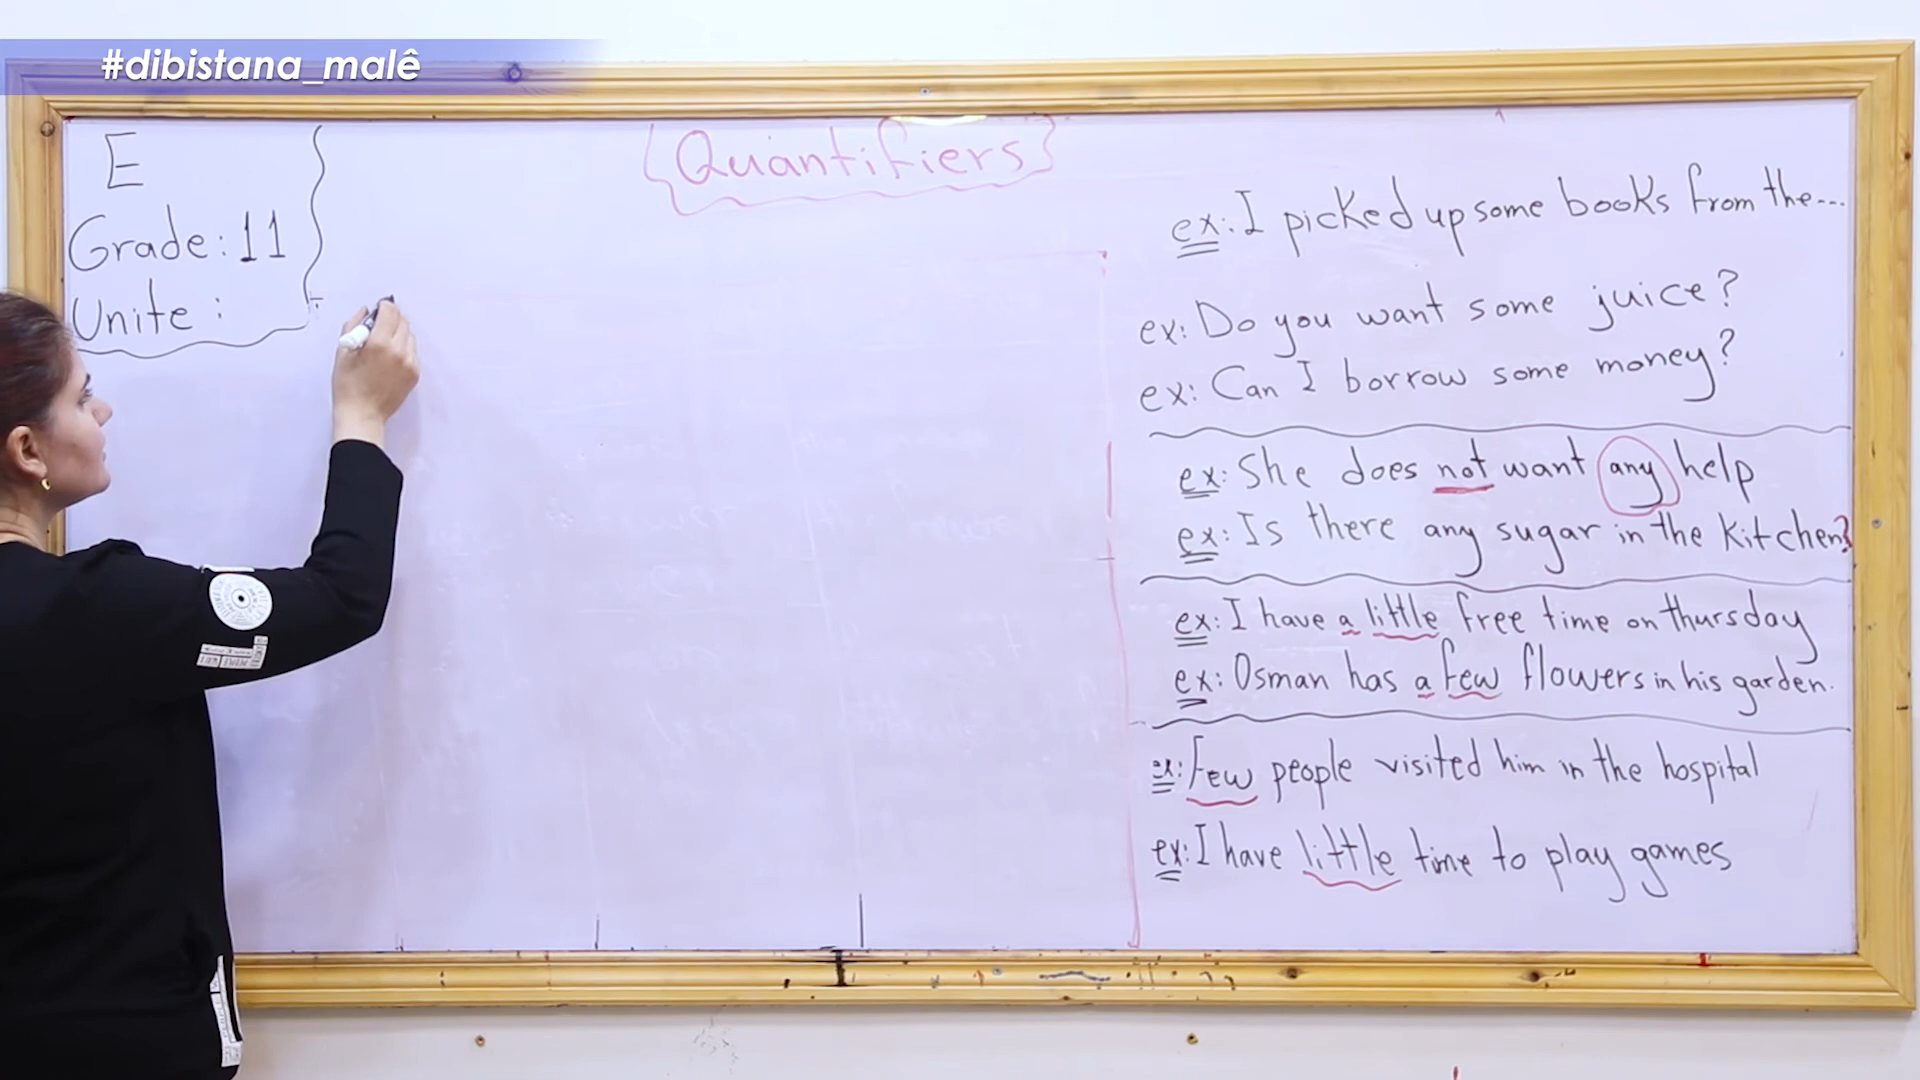 #dibistana_malê
E
Grade: 11
Unite :
Quantifiers
ex: I picked up some books from the...
ex: Do you want some juice?
ex: Can I borrow some money?
ex: She does not want any help
ex: Is there any sugar in the kitchen?
ex: I have a little free time on thursday
ex: Osman has a few flowers in his garden.
ex: Few people visited him in the hospital
ex: I have little time to play games